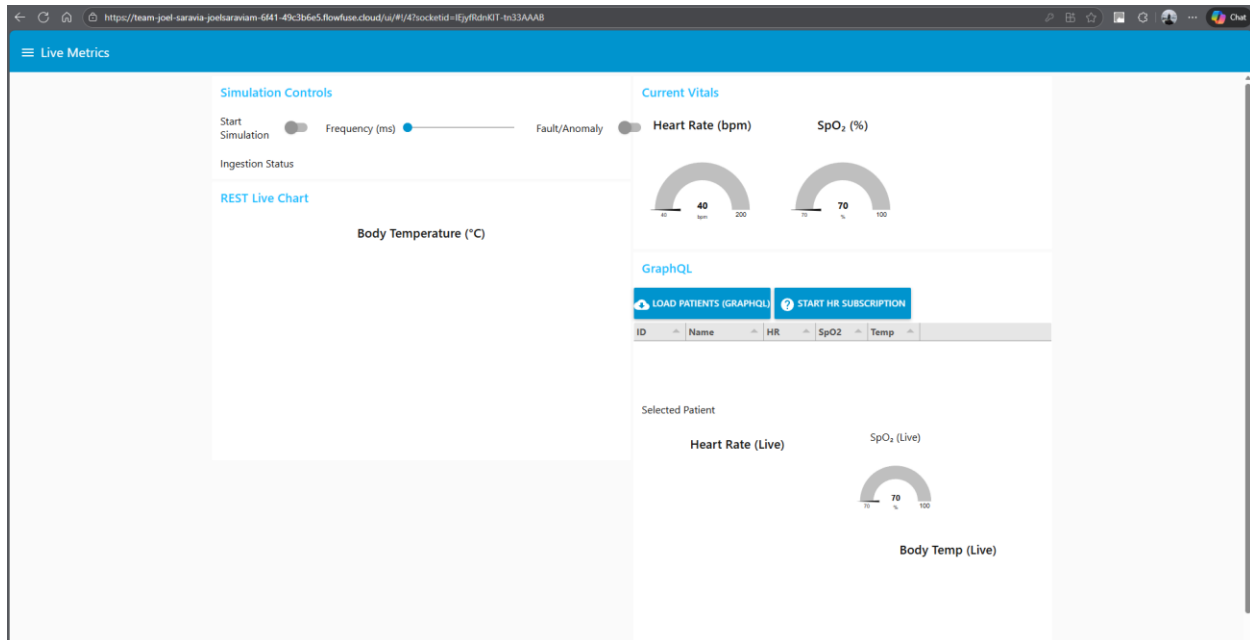 https://team-joel-saravia-joelsaraviam-6f41-49c3b6e5.flowfuse.cloud/ui/#!/4?socketid=IEjyfRdnKIT-tn33AAAB
Chat
Live Metrics
Simulation Controls
Start
Simulation
Frequency (ms)
Fault/Anomaly
Ingestion Status
REST Live Chart
Body Temperature (°C)
Current Vitals
Heart Rate (bpm) SpO₂ (%)
40
bpm
40 200
70
%
70 100
GraphQL
LOAD PATIENTS (GRAPHQL) START HR SUBSCRIPTION
ID Name HR SpO2 Temp
Selected Patient
Heart Rate (Live)
SpO₂ (Live)
70
%
70 100
Body Temp (Live)